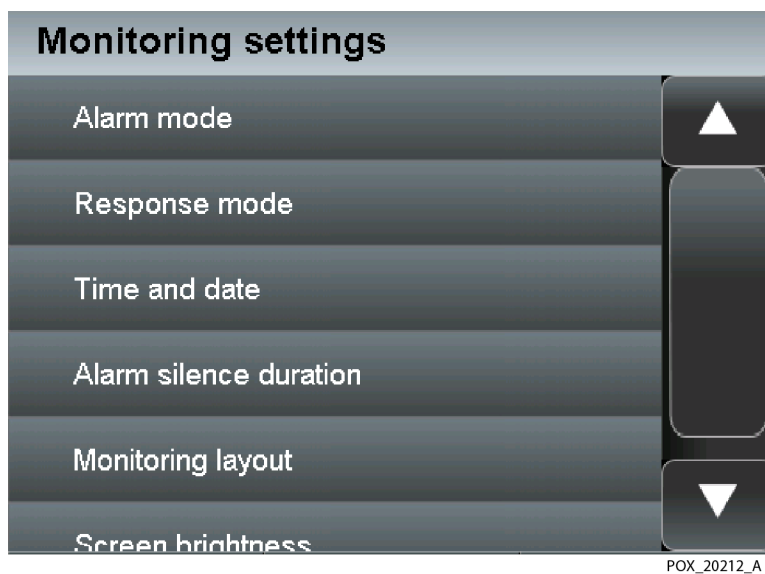 Monitoring settings
Alarm mode
Response mode
Time and date
Alarm silence duration
Monitoring layout
Screen brightness
POX_20212_A